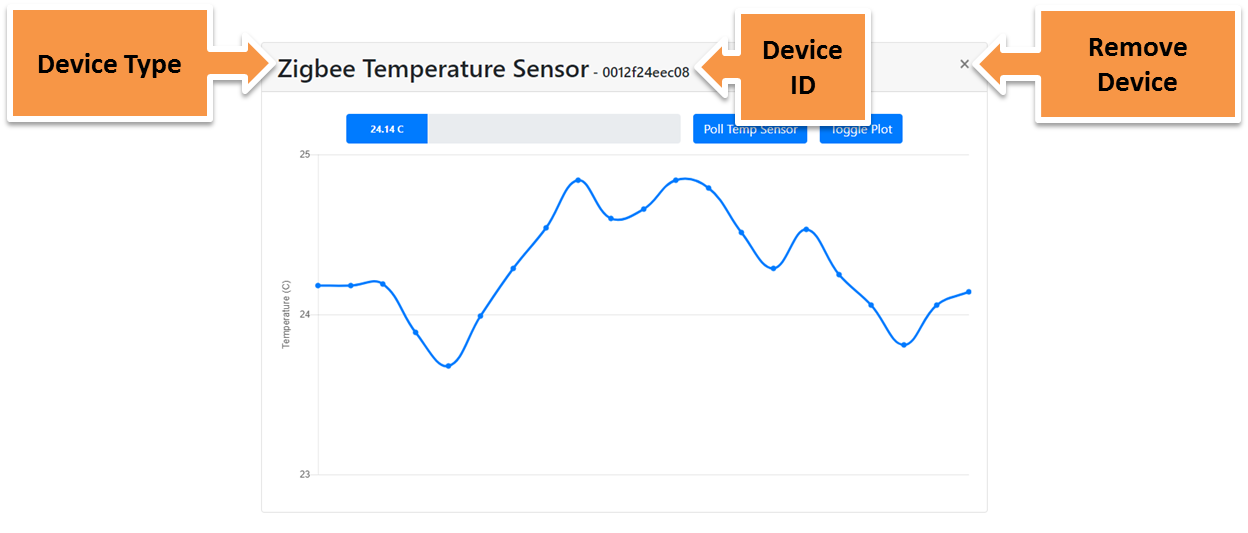 Device Type
Zigbee Temperature Sensor - 0012f24eec08
Device
ID
×
Remove
Device
24.14 C
Poll Temp Sensor
Toggle Plot
25
24
23
Temperature (C)